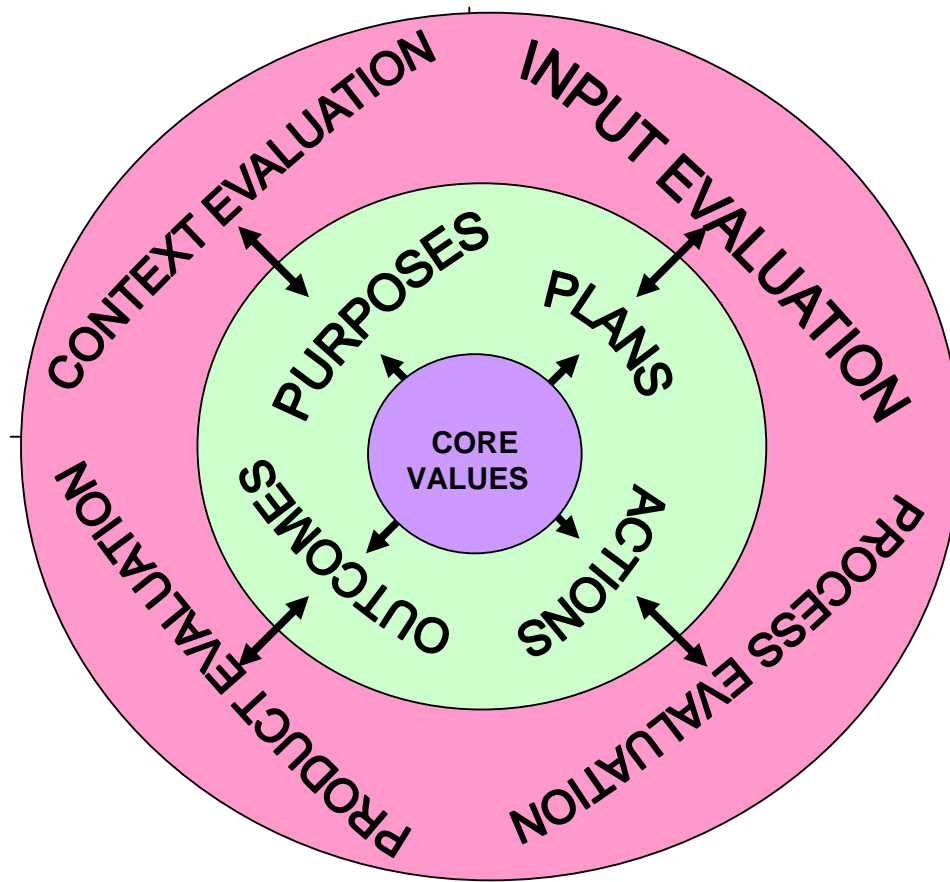 CONTEXT EVALUATION
INPUT EVALUATION
PURPOSES
PLANS
CORE
VALUES
OUTCOMES
ACTIONS
PRODUCT EVALUATION
PROCESS EVALUATION